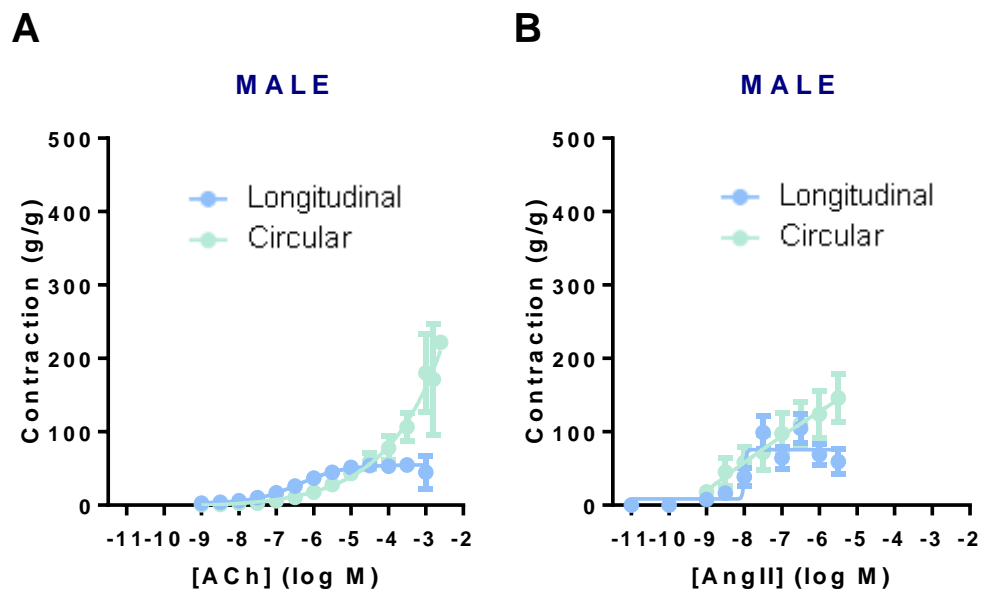 A
MALE
500
400
300
200
100
0
Contraction (g/g)
Longitudinal
Circular
-11 -10 -9 -8 -7 -6 -5 -4 -3 -2
[ACh] (log M)
B
MALE
500
400
300
200
100
0
Contraction (g/g)
Longitudinal
Circular
-11 -10 -9 -8 -7 -6 -5 -4 -3 -2
[AngII] (log M)